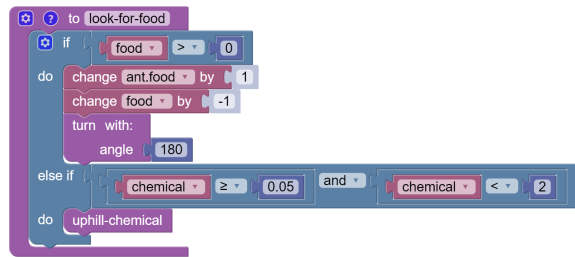 ? to look-for-food
if food > 0
do change ant.food by 1
change food by -1
turn with:
angle 180
else if chemical ≥ 0.05 and chemical < 2
do uphill-chemical